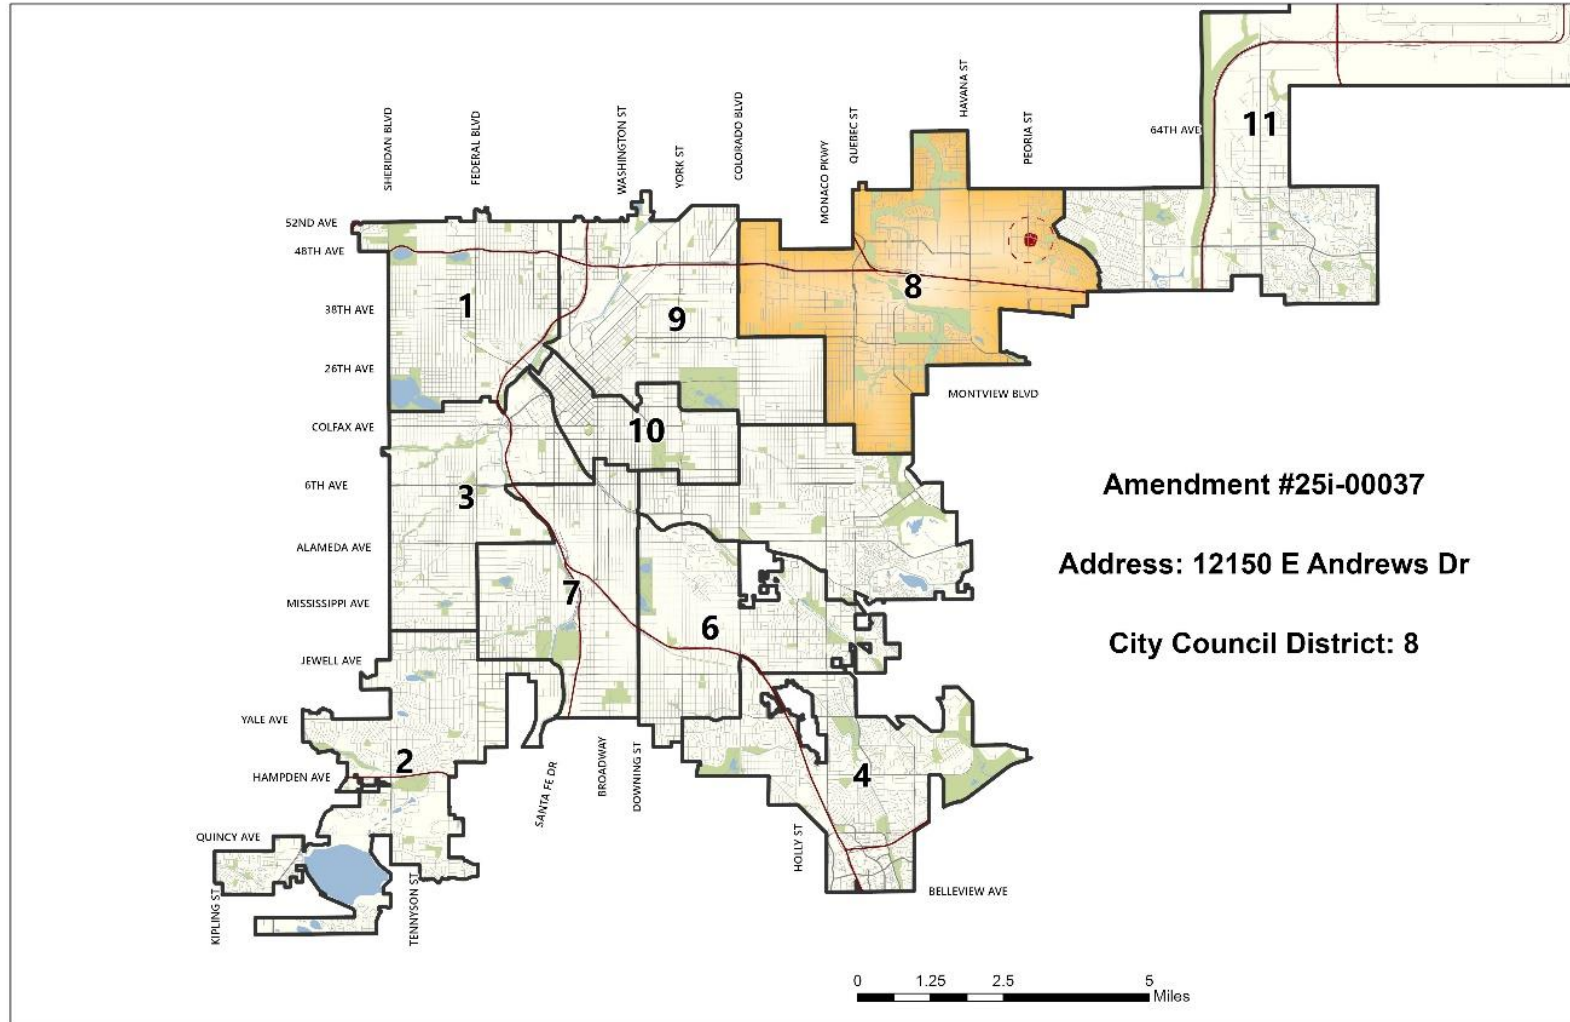 SHERIDAN BLVD
FEDERAL BLVD
WASHINGTON ST
YORK ST
COLORADO BLVD
MONACO PKWY
QUEBEC ST
HAVANA ST
PEORIA ST
64TH AVE
11
52ND AVE
48TH AVE
38TH AVE
26TH AVE
COLFAX AVE
6TH AVE
ALAMEDA AVE
MISSISSIPPI AVE
JEWELL AVE
YALE AVE
HAMPDEN AVE
QUINCY AVE
1
9
8
10
3
7
6
2
4
MONTVIEW BLVD
Amendment #25i-00037
Address: 12150 E Andrews Dr
City Council District: 8
SANTA FE DR
BROADWAY
DOWNING ST
HOLLY ST
BELLEVIEW AVE
KIPLING ST
TENNYSON ST
0 1.25 2.5 5
Miles